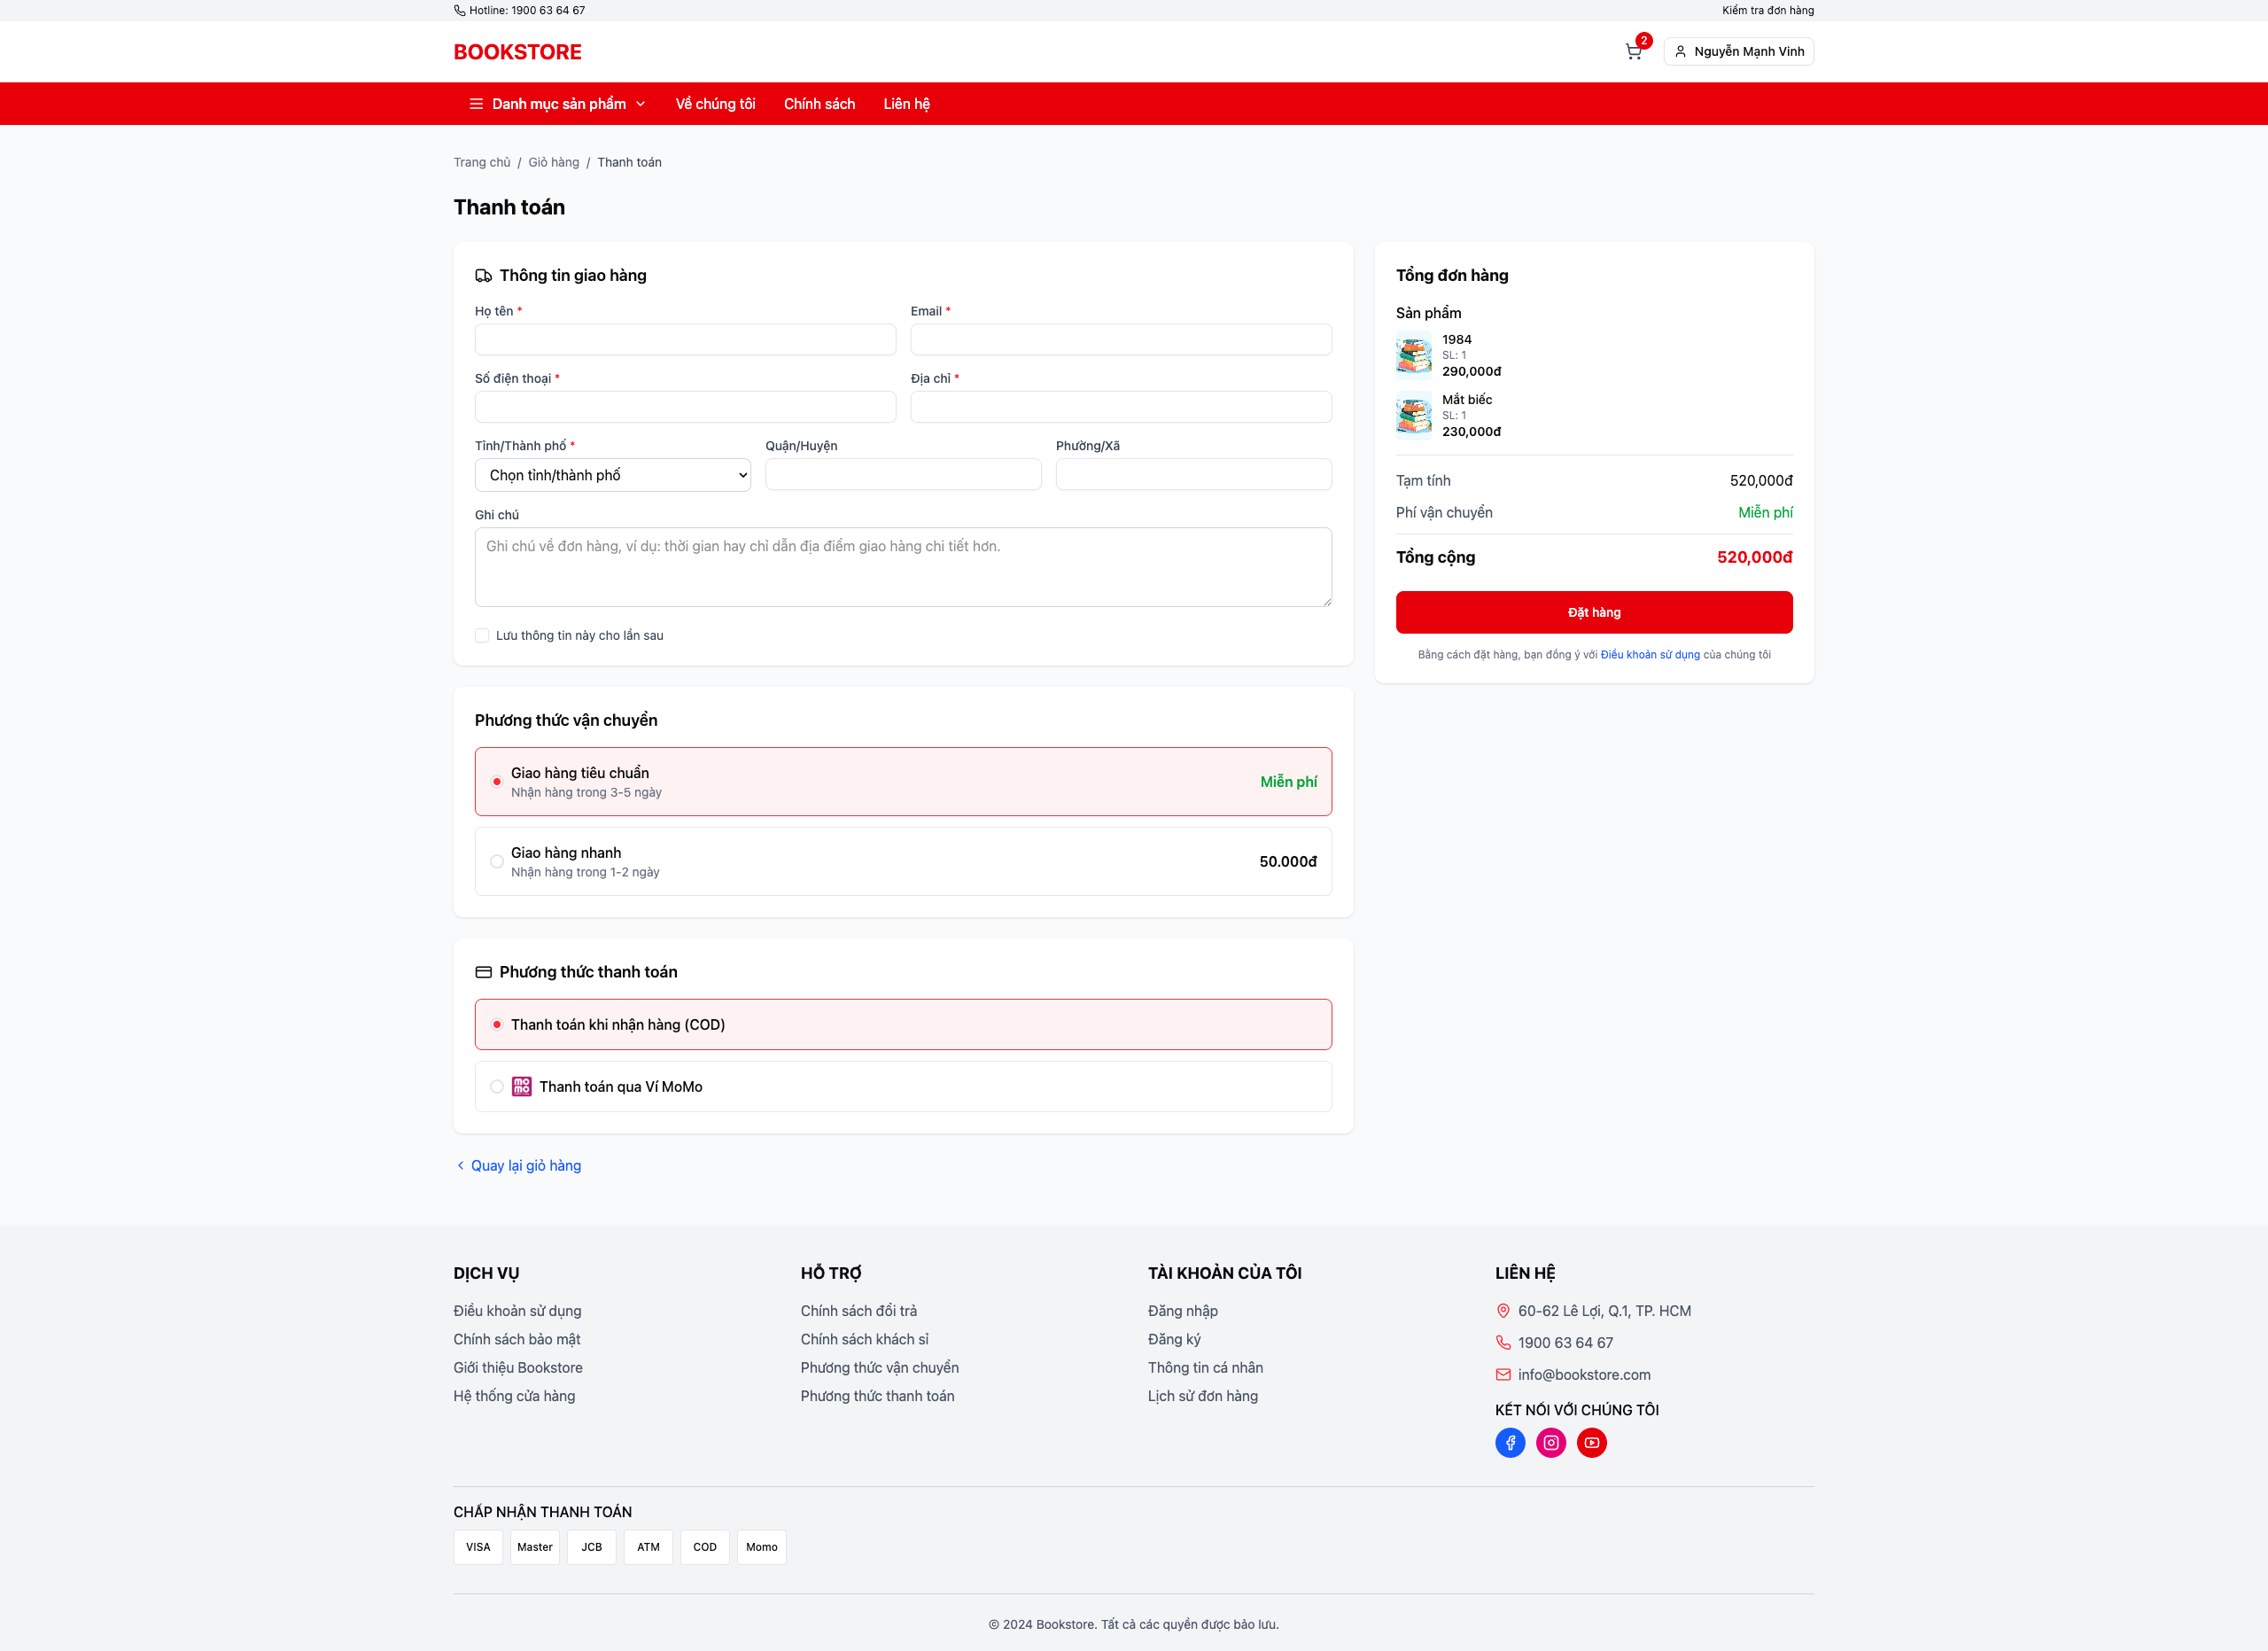 Hotline: 1900 63 64 67
Kiểm tra đơn hàng
BOOKSTORE
2
Nguyễn Mạnh Vinh
Danh mục sản phẩm
Về chúng tôi
Chính sách
Liên hệ
Trang chủ / Giỏ hàng / Thanh toán
Thanh toán
Thông tin giao hàng
Họ tên *
Email *
Số điện thoại *
Địa chỉ *
Tỉnh/Thành phố *
Quận/Huyện
Phường/Xã
Chọn tỉnh/thành phố
Ghi chú
Ghi chú về đơn hàng, ví dụ: thời gian hay chỉ dẫn địa điểm giao hàng chi tiết hơn.
Lưu thông tin này cho lần sau
Tổng đơn hàng
Sản phẩm
1984
SL: 1
290,000đ
Mắt biếc
SL: 1
230,000đ
Tạm tính
520,000đ
Phí vận chuyển
Miễn phí
Tổng cộng
520,000đ
Đặt hàng
Bằng cách đặt hàng, bạn đồng ý với Điều khoản sử dụng của chúng tôi
Phương thức vận chuyển
Giao hàng tiêu chuẩn
Nhận hàng trong 3-5 ngày
Miễn phí
Giao hàng nhanh
Nhận hàng trong 1-2 ngày
50.000đ
Phương thức thanh toán
Thanh toán khi nhận hàng (COD)
mo
mo
Thanh toán qua Ví MoMo
Quay lại giỏ hàng
DỊCH VỤ
Điều khoản sử dụng
Chính sách bảo mật
Giới thiệu Bookstore
Hệ thống cửa hàng
HỖ TRỢ
Chính sách đổi trả
Chính sách khách sỉ
Phương thức vận chuyển
Phương thức thanh toán
TÀI KHOẢN CỦA TÔI
Đăng nhập
Đăng ký
Thông tin cá nhân
Lịch sử đơn hàng
LIÊN HỆ
60-62 Lê Lợi, Q.1, TP. HCM
1900 63 64 67
info@bookstore.com
KẾT NỐI VỚI CHÚNG TÔI
CHẤP NHẬN THANH TOÁN
VISA
Master
JCB
ATM
COD
Momo
© 2024 Bookstore. Tất cả các quyền được bảo lưu.